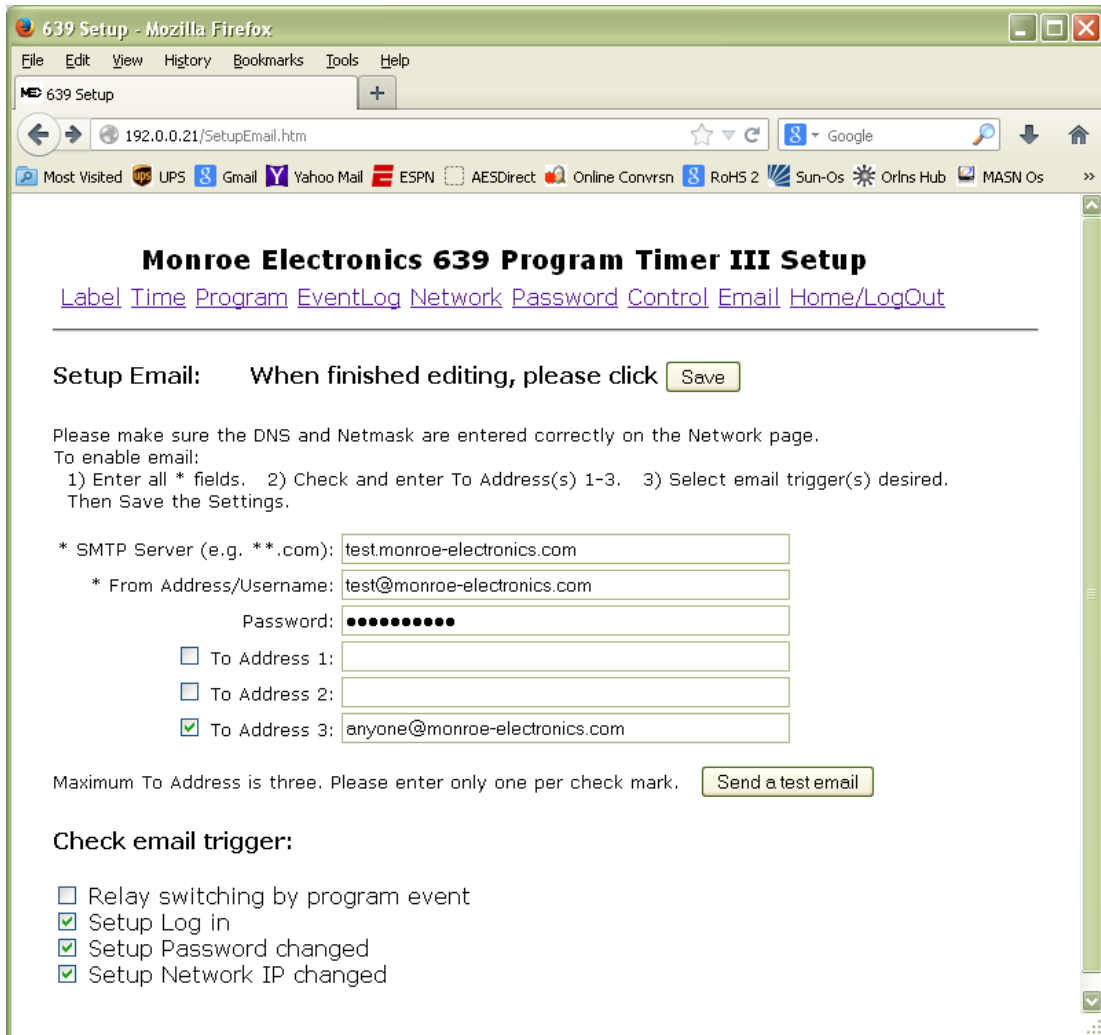 639 Setup - Mozilla Firefox
File Edit View History Bookmarks Tools Help
639 Setup
192.0.0.21/SetupEmail.htm
Google
Most Visited UPS Gmail Yahoo Mail ESPN AESDirect Online Convrsn RoHS 2 Sun-Os Orlns Hub MASN Os »
Monroe Electronics 639 Program Timer III Setup
Label Time Program EventLog Network Password Control Email Home/LogOut
Setup Email: When finished editing, please click Save
Please make sure the DNS and Netmask are entered correctly on the Network page.
To enable email:
1) Enter all * fields. 2) Check and enter To Address(s) 1-3. 3) Select email trigger(s) desired.
Then Save the Settings.
* SMTP Server (e.g. **.com): test.monroe-electronics.com
* From Address/Username: test@monroe-electronics.com
Password: ●●●●●●●●●●
To Address 1:
To Address 2:
To Address 3: anyone@monroe-electronics.com
Maximum To Address is three. Please enter only one per check mark. Send a test email
Check email trigger:
Relay switching by program event
Setup Log in
Setup Password changed
Setup Network IP changed